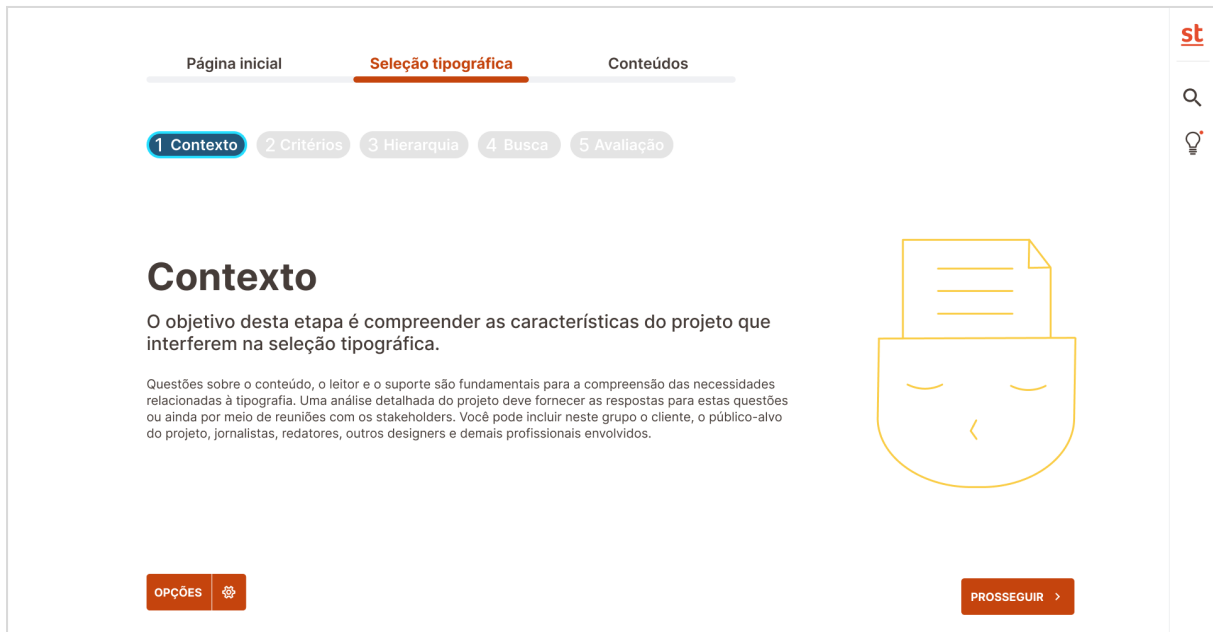 Página inicial
Seleção tipográfica
Conteúdos
st
1 Contexto
2 Critérios
3 Hierarquia
4 Busca
5 Avaliação
Contexto
O objetivo desta etapa é compreender as características do projeto que
interferem na seleção tipográfica.
Questões sobre o conteúdo, o leitor e o suporte são fundamentais para a compreensão das necessidades
relacionadas à tipografia. Uma análise detalhada do projeto deve fornecer as respostas para estas questões
ou ainda por meio de reuniões com os stakeholders. Você pode incluir neste grupo o cliente, o público-alvo
do projeto, jornalistas, redatores, outros designers e demais profissionais envolvidos.
OPÇÕES
PROSSEGUIR